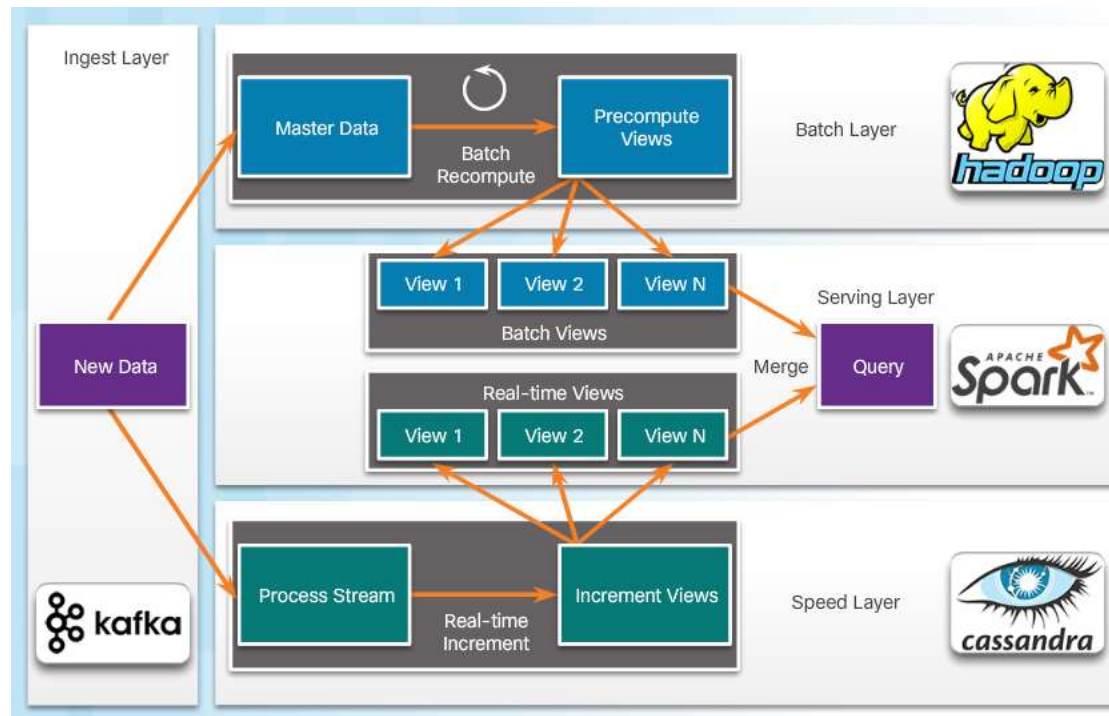 Ingest Layer
New Data
kafka
Master Data
Batch
Recompute
Precompute
Views
Batch Layer
hadoop
View 1
View 2
View N
Batch Views
Serving Layer
Merge
Query
APACHE
Spark
Real-time Views
View 1
View 2
View N
Process Stream
Real-time
Increment
Increment Views
Speed Layer
cassandra